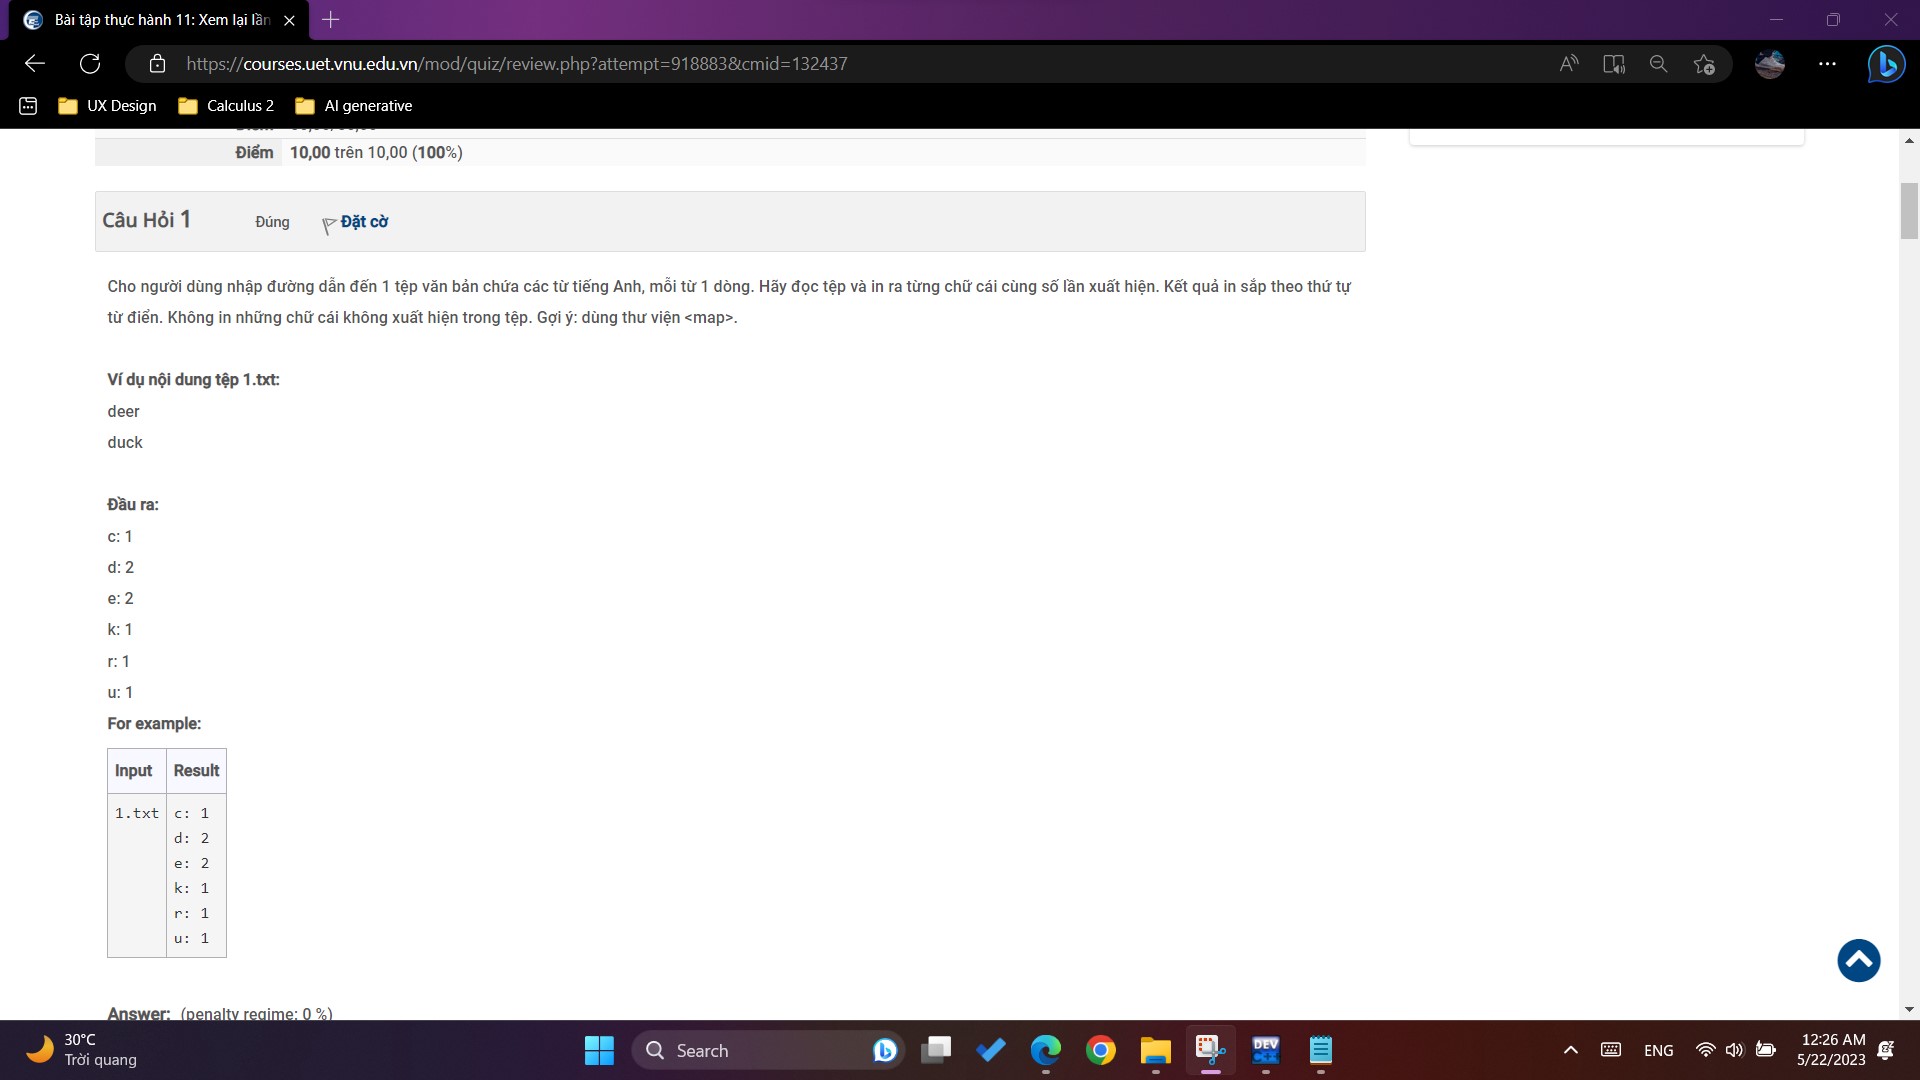 Bài tập thực hành 11: Xem lại lần
https://courses.uet.vnu.edu.vn/mod/quiz/review.php?attempt=918883&cmid=132437
UX Design
Calculus 2
AI generative
Điểm 10,00 trên 10,00 (100%)
Câu Hỏi 1 Đúng Đặt cờ
Cho người dùng nhập đường dẫn đến 1 tệp văn bản chứa các từ tiếng Anh, mỗi từ 1 dòng. Hãy đọc tệp và in ra từng chữ cái cùng số lần xuất hiện. Kết quả in sắp theo thứ tự
từ điển. Không in những chữ cái không xuất hiện trong tệp. Gợi ý: dùng thư viện <map>.
Ví dụ nội dung tệp 1.txt:
deer
duck
Đầu ra:
c: 1
d: 2
e: 2
k: 1
r: 1
u: 1
For example:
Input Result
1.txt c: 1
d: 2
e: 2
k: 1
r: 1
u: 1
Answer: (penalty regime: 0 %)
30°C
Trời quang
Search
DEV
ENG
12:26 AM
5/22/2023